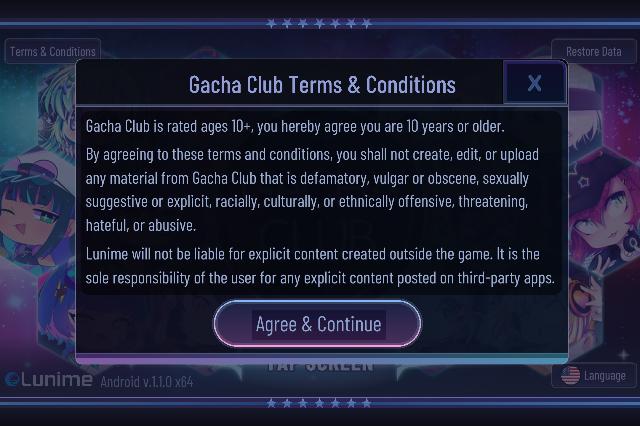 Terms & Conditions
Restore Data
Gacha Club Terms & Conditions
X
Gacha Club is rated ages 10+, you hereby agree you are 10 years or older.
By agreeing to these terms and conditions, you shall not create, edit, or upload
any material from Gacha Club that is defamatory, vulgar or obscene, sexually
suggestive or explicit, racially, culturally, or ethnically offensive, threatening,
hateful, or abusive.
Lunime will not be liable for explicit content created outside the game. It is the
sole responsibility of the user for any explicit content posted on third-party apps.
Agree & Continue
TAP SCREEN
Lunime Android v.1.1.0 x64
Language